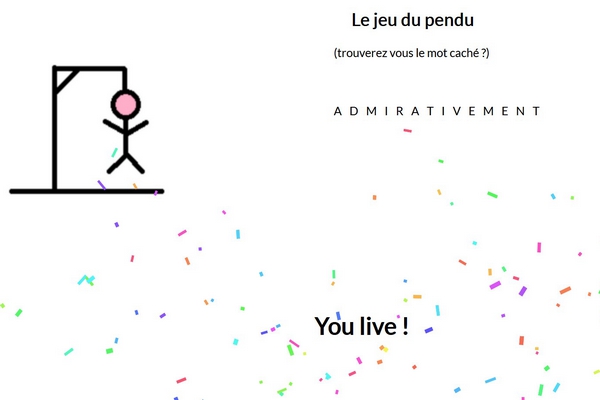 Le jeu du pendu
(trouverez vous le mot caché ?)
A D M I R A T I V E M E N T
You live !